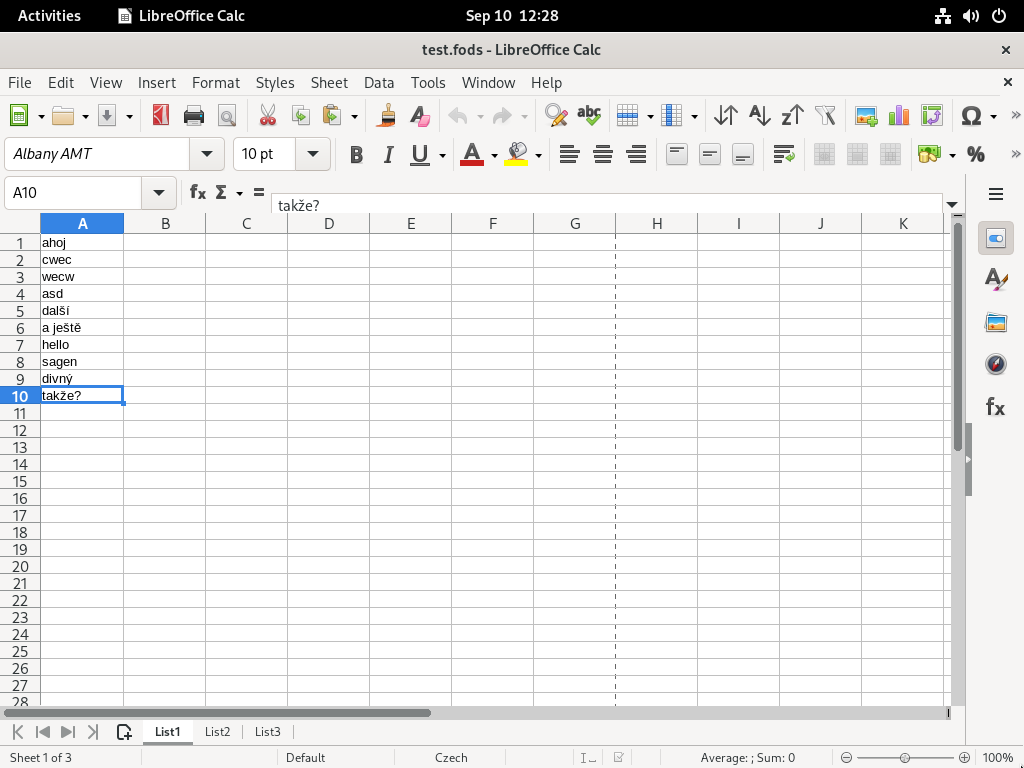 Activities LibreOffice Calc Sep 10 12:28
test.fods - LibreOffice Calc
File Edit View Insert Format Styles Sheet Data Tools Window Help
Albany AMT 10 pt
A10 takže?
A B C D E F G H I J K
1 ahoj
2 cwec
3 wecw
4 asd
5 další
6 a ještě
7 hello
8 sagen
9 divný
10 takže?
11
12
13
14
15
16
17
18
19
20
21
22
23
24
25
26
27
28
List1 List2 List3
Sheet 1 of 3 Default Czech Average: ; Sum: 0 100%